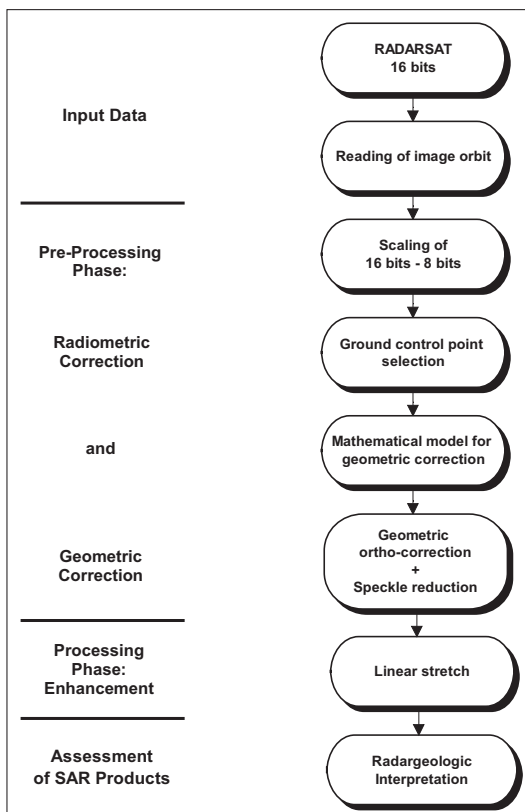 RADARSAT
16 bits
Input Data
Reading of image orbit
Pre-Processing
Phase:
Scaling of
16 bits - 8 bits
Radiometric
Correction
Ground control point
selection
and
Mathematical model for
geometric correction
Geometric
Correction
Geometric
ortho-correction
+
Speckle reduction
Processing
Phase:
Enhancement
Linear stretch
Assessment
of SAR Products
Radargeologic
Interpretation